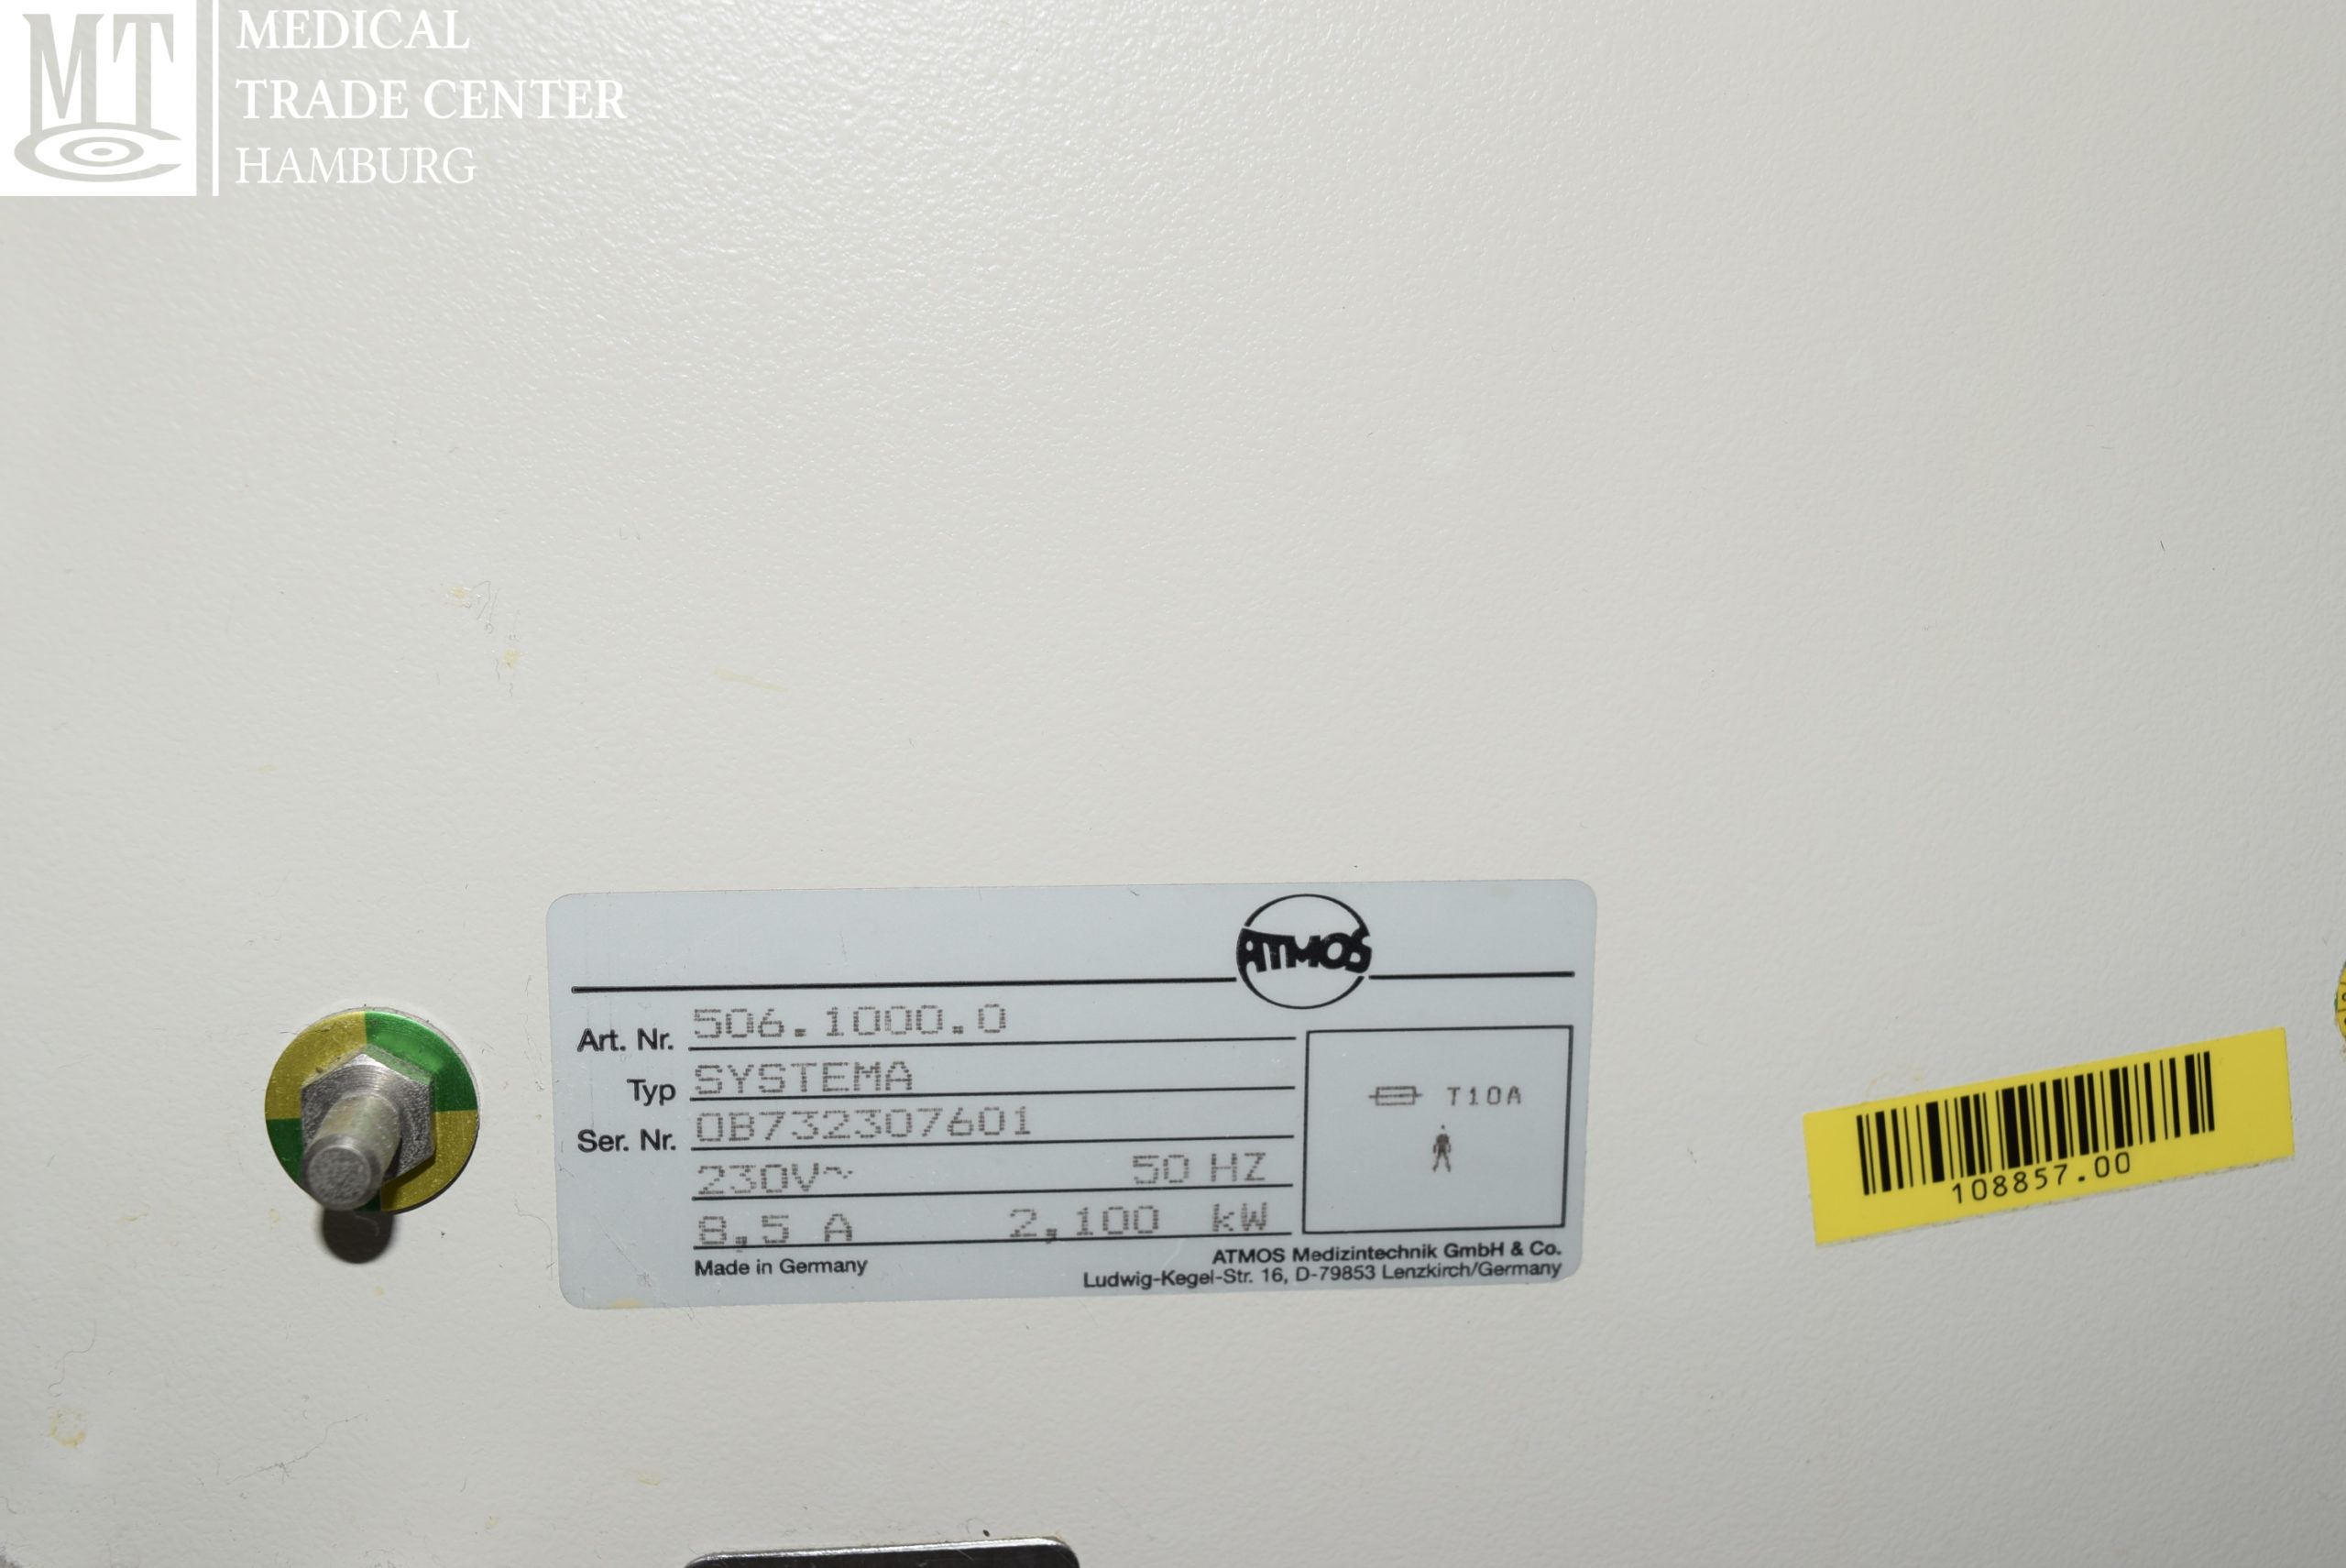 MTC
MEDICAL
TRADE CENTER
HAMBURG
ATMOS
Art. Nr. 506.1000.0
Typ SYSTEMA
Ser. Nr. 0B732307601
230V~ 50 HZ
8,5 A 2,100 kW
T10A
Made in Germany
ATMOS Medizintechnik GmbH & Co.
Ludwig-Kegel-Str. 16, D-79853 Lenzkirch/Germany
108857.00